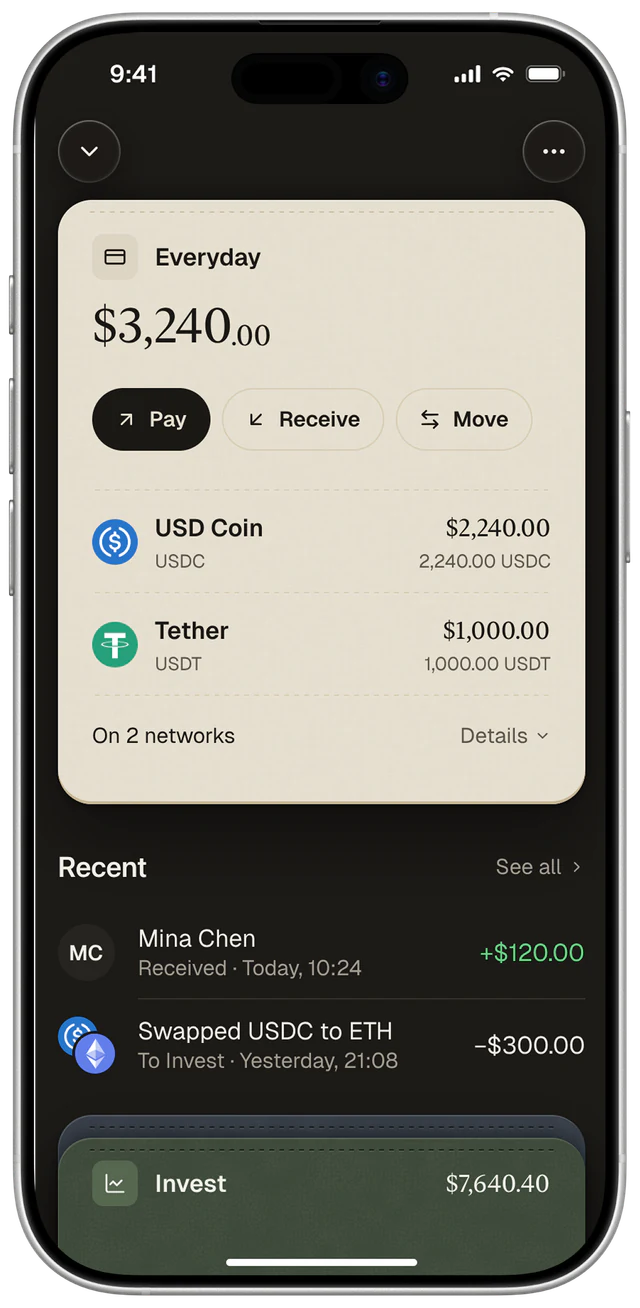 9:41
Everyday
$3,240.00
Pay
Receive
Move
USD Coin
$2,240.00
USDC
2,240.00 USDC
Tether
$1,000.00
USDT
1,000.00 USDT
On 2 networks
Details
Recent
See all
MC
Mina Chen
+$120.00
Received · Today, 10:24
Swapped USDC to ETH
−$300.00
To Invest · Yesterday, 21:08
Invest
$7,640.40